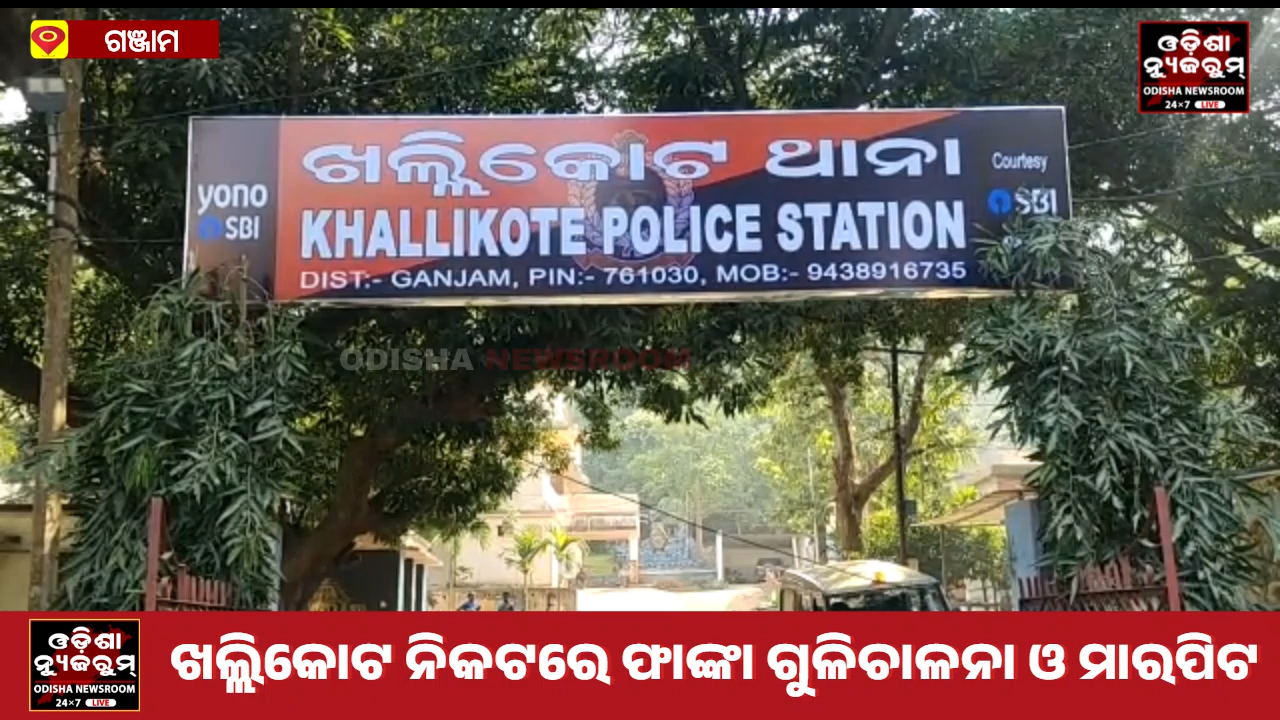 ଗଞ୍ଜାମ
ଓଡ଼ିଶା
ନ୍ୟୁଜରୁମ୍
ODISHA NEWSROOM
24×7 LIVE
yono
SBI
ଖଲ୍ଲିକୋଟ ଥାନା
KHALLIKOTE POLICE STATION
DIST:- GANJAM, PIN:- 761030, MOB:- 9438916735
Courtesy
SBI
ODISHA NEWSROOM
ଓଡ଼ିଶା
ନ୍ୟୁଜରୁମ୍
ODISHA NEWSROOM
24×7 LIVE
ଖଲ୍ଲିକୋଟ ନିକଟରେ ଫାଙ୍କା ଗୁଳିଚାଳନା ଓ ମାରପିଟ